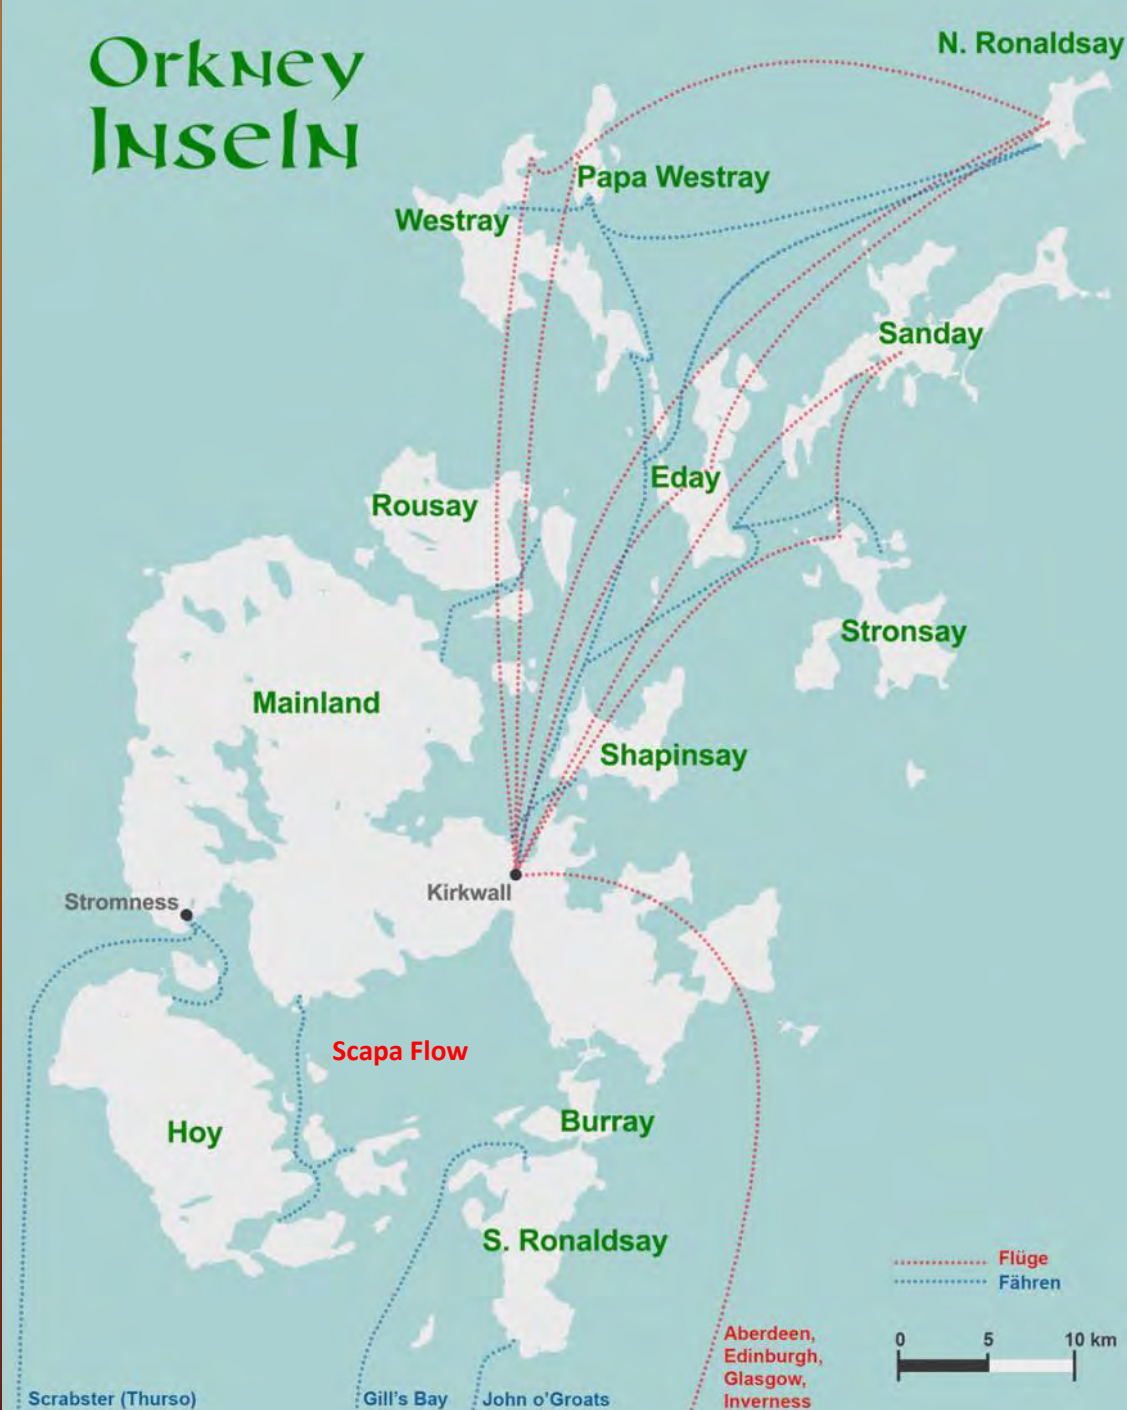 Orkney
Inseln
N. Ronaldsay
Papa Westray
Westray
Sanday
Eday
Rousay
Stronsay
Mainland
Shapinsay
Kirkwall
Stromness
Scapa Flow
Burray
Hoy
S. Ronaldsay
Flüge
Fähren
0 5 10 km
Aberdeen,
Edinburgh,
Glasgow,
Inverness
Scrabster (Thurso)
Gill's Bay
John o'Groats